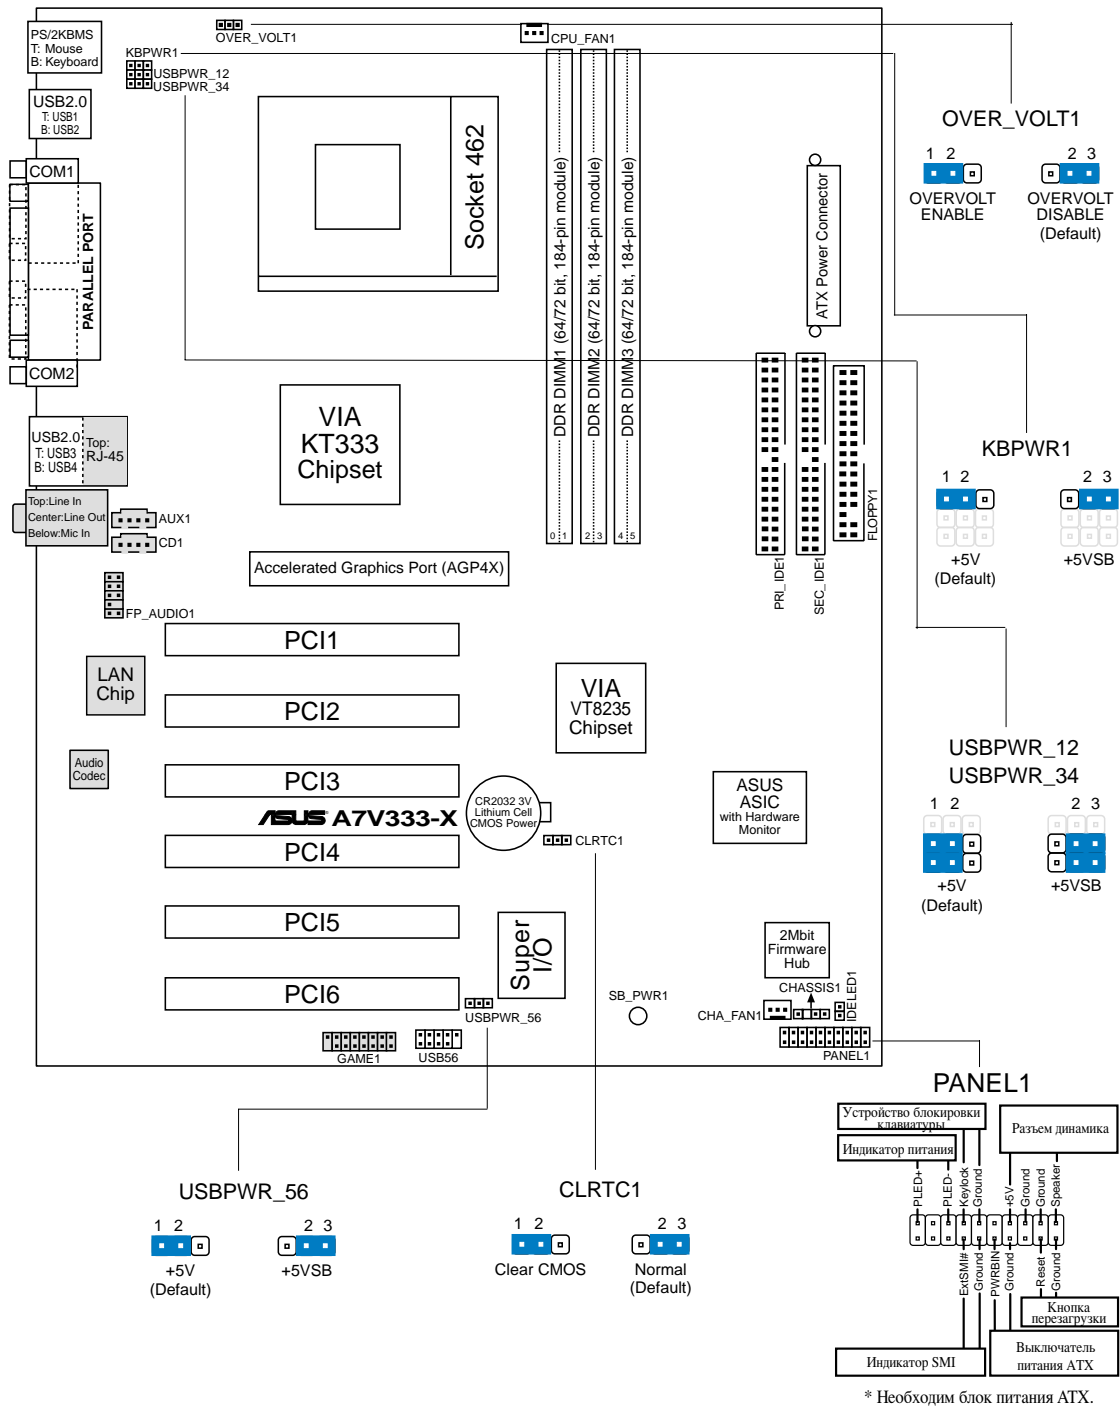 PS/2KBMS
T: Mouse
B: Keyboard
OVER_VOLT1
CPU_FAN1
KBPWR1
USBPWR_12
USBPWR_34
USB2.0
T: USB1
B: USB2
COM1
PARALLEL PORT
COM2
Socket 462
DDR DIMM1 (64/72 bit, 184-pin module)
DDR DIMM2 (64/72 bit, 184-pin module)
DDR DIMM3 (64/72 bit, 184-pin module)
0 1
2 3
4 5
ATX Power Connector
OVER_VOLT1
1 2
OVERVOLT
ENABLE
2 3
OVERVOLT
DISABLE
(Default)
VIA
KT333
Chipset
USB2.0
T: USB3
B: USB4
Top:
RJ-45
Top:Line In
Center:Line Out
Below:Mic In
AUX1
CD1
FP_AUDIO1
Accelerated Graphics Port (AGP4X)
PRI_IDE1
SEC_IDE1
FLOPPY1
KBPWR1
1 2
+5V
(Default)
2 3
+5VSB
PCI1
LAN
Chip
PCI2
VIA
VT8235
Chipset
Audio
Codec
PCI3
ASUS A7V333-X
CR2032 3V
Lithium Cell
CMOS Power
CLRTC1
ASUS
ASIC
with Hardware
Monitor
USBPWR_12
USBPWR_34
1 2
+5V
(Default)
2 3
+5VSB
PCI4
PCI5
Super
I/O
2Mbit
Firmware
Hub
PCI6
USBPWR_56
SB_PWR1
CHASSIS1
CHA_FAN1
IDELED1
GAME1
USB56
PANEL1
PANEL1
Устройство блокировки
клавиатуры
Разъем динамика
Индикатор питания
PLED+
PLED-
Keylock
Ground
+5V
Ground
Ground
Speaker
ExtSMI#
Ground
PWRBIN
Ground
Reset
Ground
Кнопка
перезагрузки
Выключатель
питания ATX
Индикатор SMI
* Необходим блок питания ATX.
USBPWR_56
1 2
+5V
(Default)
2 3
+5VSB
CLRTC1
1 2
Clear CMOS
2 3
Normal
(Default)